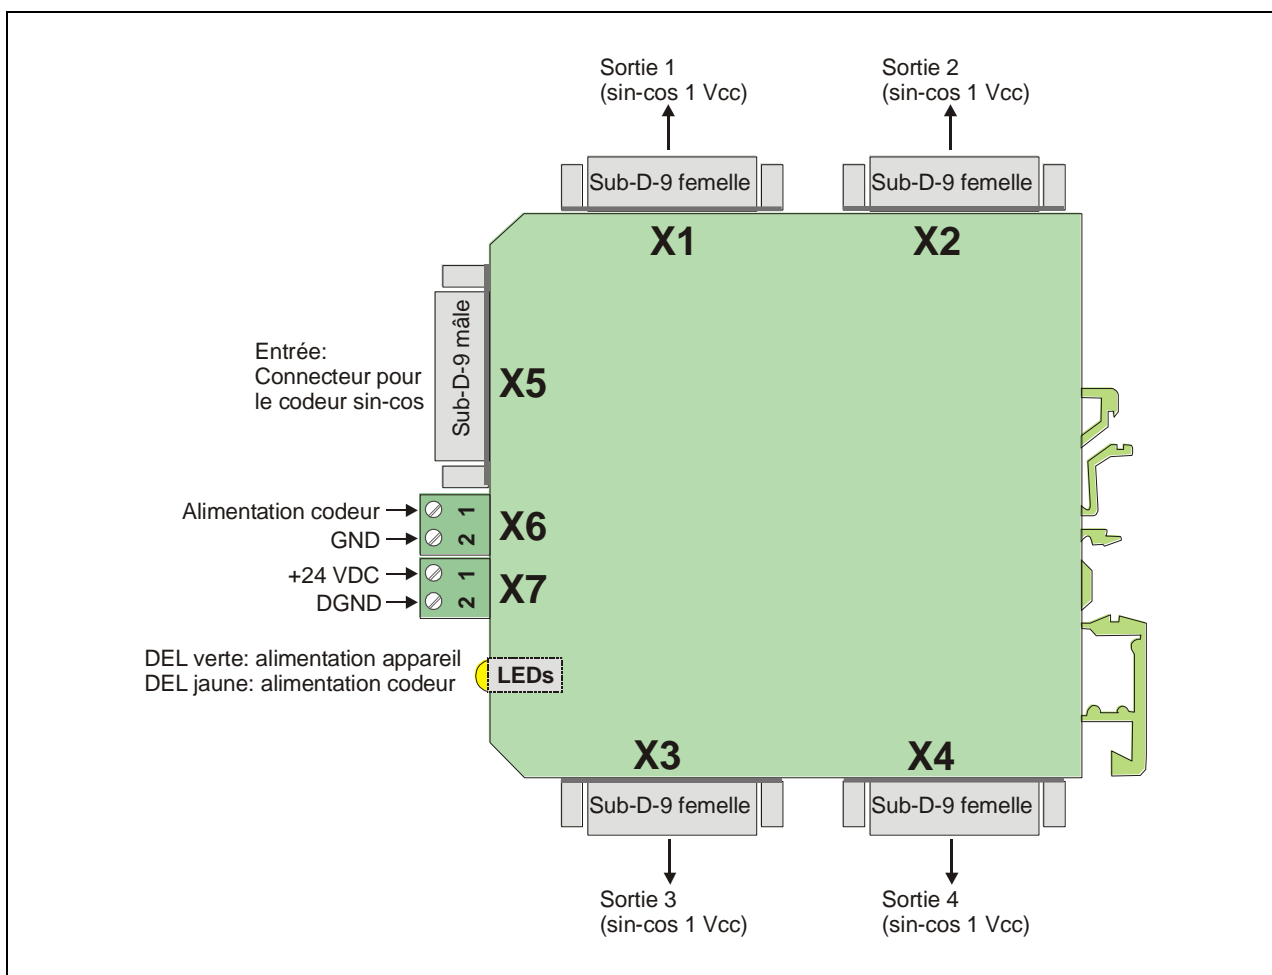 Sortie 1
(sin-cos 1 Vcc)
Sortie 2
(sin-cos 1 Vcc)
Sub-D-9 femelle
Sub-D-9 femelle
X1
X2
Entrée:
Connecteur pour
le codeur sin-cos
Sub-D-9 mâle
X5
Alimentation codeur
1
GND
2
X6
+24 VDC
1
DGND
2
X7
DEL verte: alimentation appareil
DEL jaune: alimentation codeur
LEDs
X3
X4
Sub-D-9 femelle
Sub-D-9 femelle
Sortie 3
(sin-cos 1 Vcc)
Sortie 4
(sin-cos 1 Vcc)